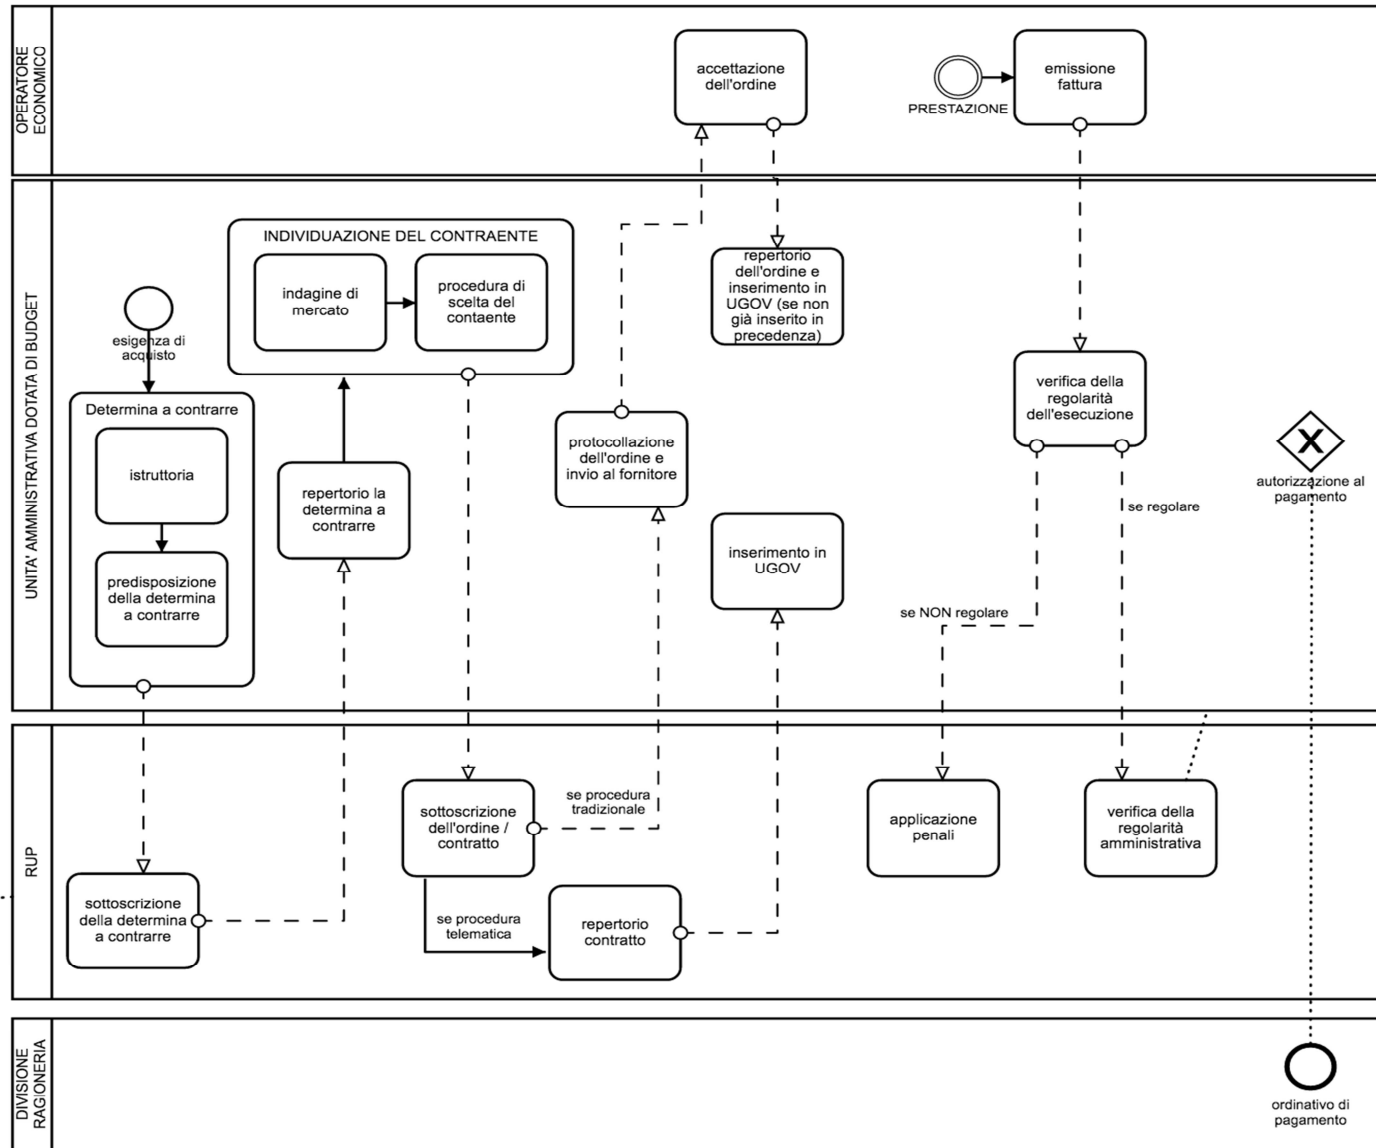 OPERATORE
ECONOMICO
accettazione
dell'ordine
PRESTAZIONE
emissione
fattura
UNITA' AMMINISTRATIVA DOTATA DI BUDGET
esigenza di
acquisto
Determina a contrarre
istruttoria
predisposizione
della determina
a contrarre
INDIVIDUAZIONE DEL CONTRAENTE
indagine di
mercato
procedura di
scelta del
contaente
repertorio la
determina a
contrarre
protocollazione
dell'ordine e
invio al fornitore
repertorio
dell'ordine e
inserimento in
UGOV (se non
già inserito in
precedenza)
inserimento in
UGOV
verifica della
regolarità
dell'esecuzione
se regolare
se NON regolare
autorizzazione al
pagamento
RUP
sottoscrizione
della determina
a contrarre
sottoscrizione
dell'ordine /
contratto
se procedura
tradizionale
se procedura
telematica
repertorio
contratto
applicazione
penali
verifica della
regolarità
amministrativa
DIVISIONE
RAGIONERIA
ordinativo di
pagamento